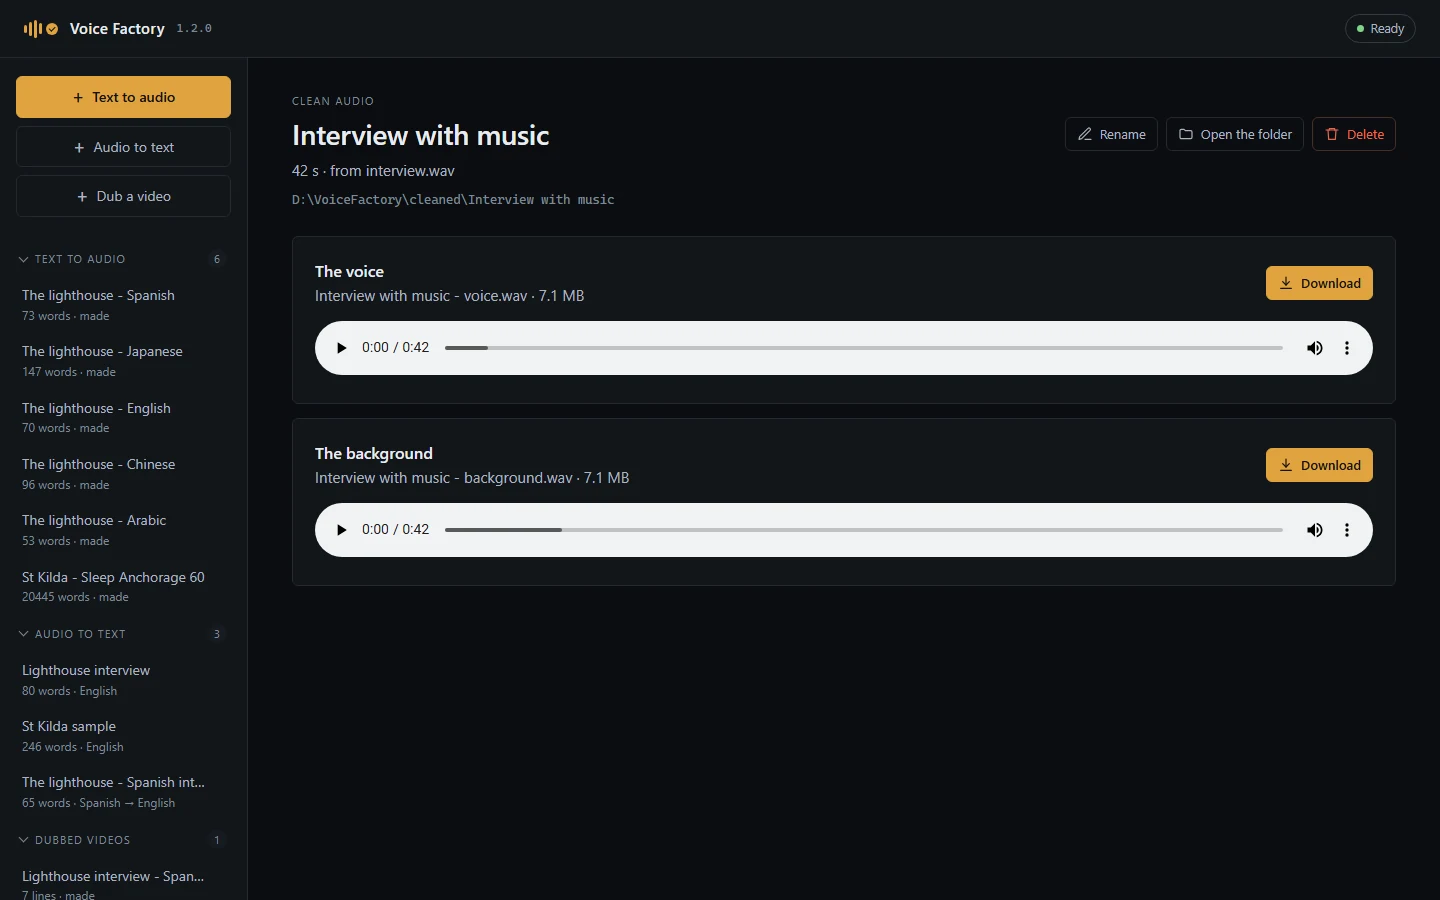 Voice Factory 1.2.0
Ready
+ Text to audio
+ Audio to text
+ Dub a video
TEXT TO AUDIO 6
The lighthouse - Spanish
73 words · made
The lighthouse - Japanese
147 words · made
The lighthouse - English
70 words · made
The lighthouse - Chinese
96 words · made
The lighthouse - Arabic
53 words · made
St Kilda - Sleep Anchorage 60
20445 words · made
AUDIO TO TEXT 3
Lighthouse interview
80 words · English
St Kilda sample
246 words · English
The lighthouse - Spanish int...
65 words · Spanish → English
DUBBED VIDEOS 1
Lighthouse interview - Span...
7 lines · made
CLEAN AUDIO
Interview with music
Rename
Open the folder
Delete
42 s · from interview.wav
D:\VoiceFactory\cleaned\Interview with music
The voice
Interview with music - voice.wav · 7.1 MB
Download
0:00 / 0:42
The background
Interview with music - background.wav · 7.1 MB
Download
0:00 / 0:42